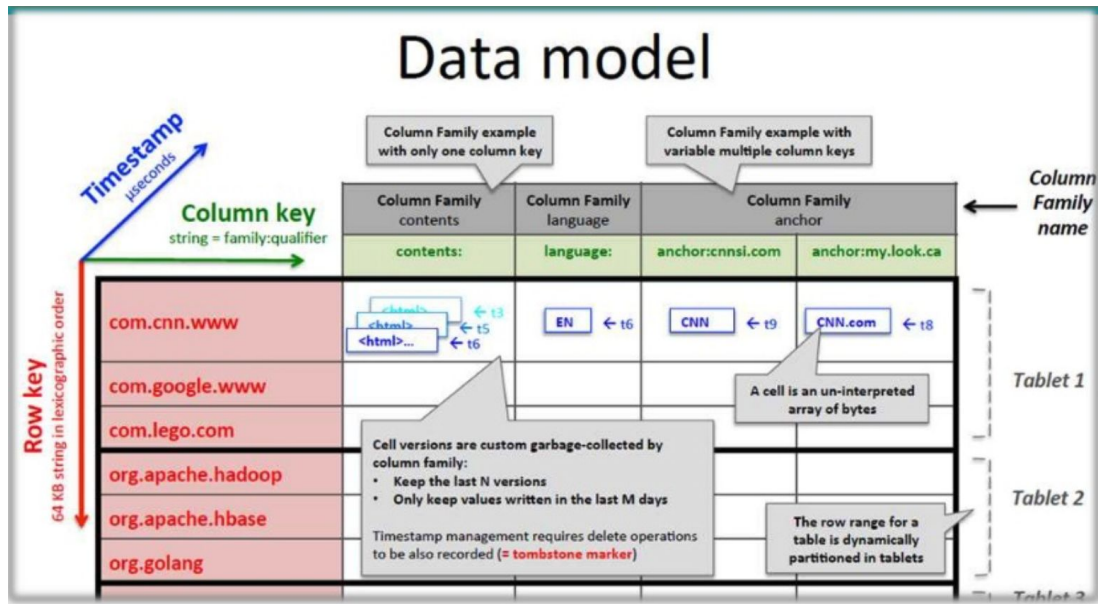 Data model
Timestamp
μseconds
Column key
string = family:qualifier
Row key
64 KB string in lexicographic order
Column Family example
with only one column key
Column Family example with
variable multiple column keys
Column
Family
name
Column Family
contents
Column Family
language
Column Family
anchor
contents:
language:
anchor:cnnsi.com
anchor:my.look.ca
com.cnn.www
<html>
← t3
<html>
← t5
<html>...
← t6
EN ← t6
CNN ← t9
CNN.com ← t8
com.google.www
com.lego.com
A cell is an un-interpreted
array of bytes
Tablet 1
Cell versions are custom garbage-collected by
column family:
• Keep the last N versions
• Only keep values written in the last M days
Timestamp management requires delete operations
to be also recorded (= tombstone marker)
org.apache.hadoop
org.apache.hbase
org.golang
The row range for a
table is dynamically
partitioned in tablets
Tablet 2
Tablet 3